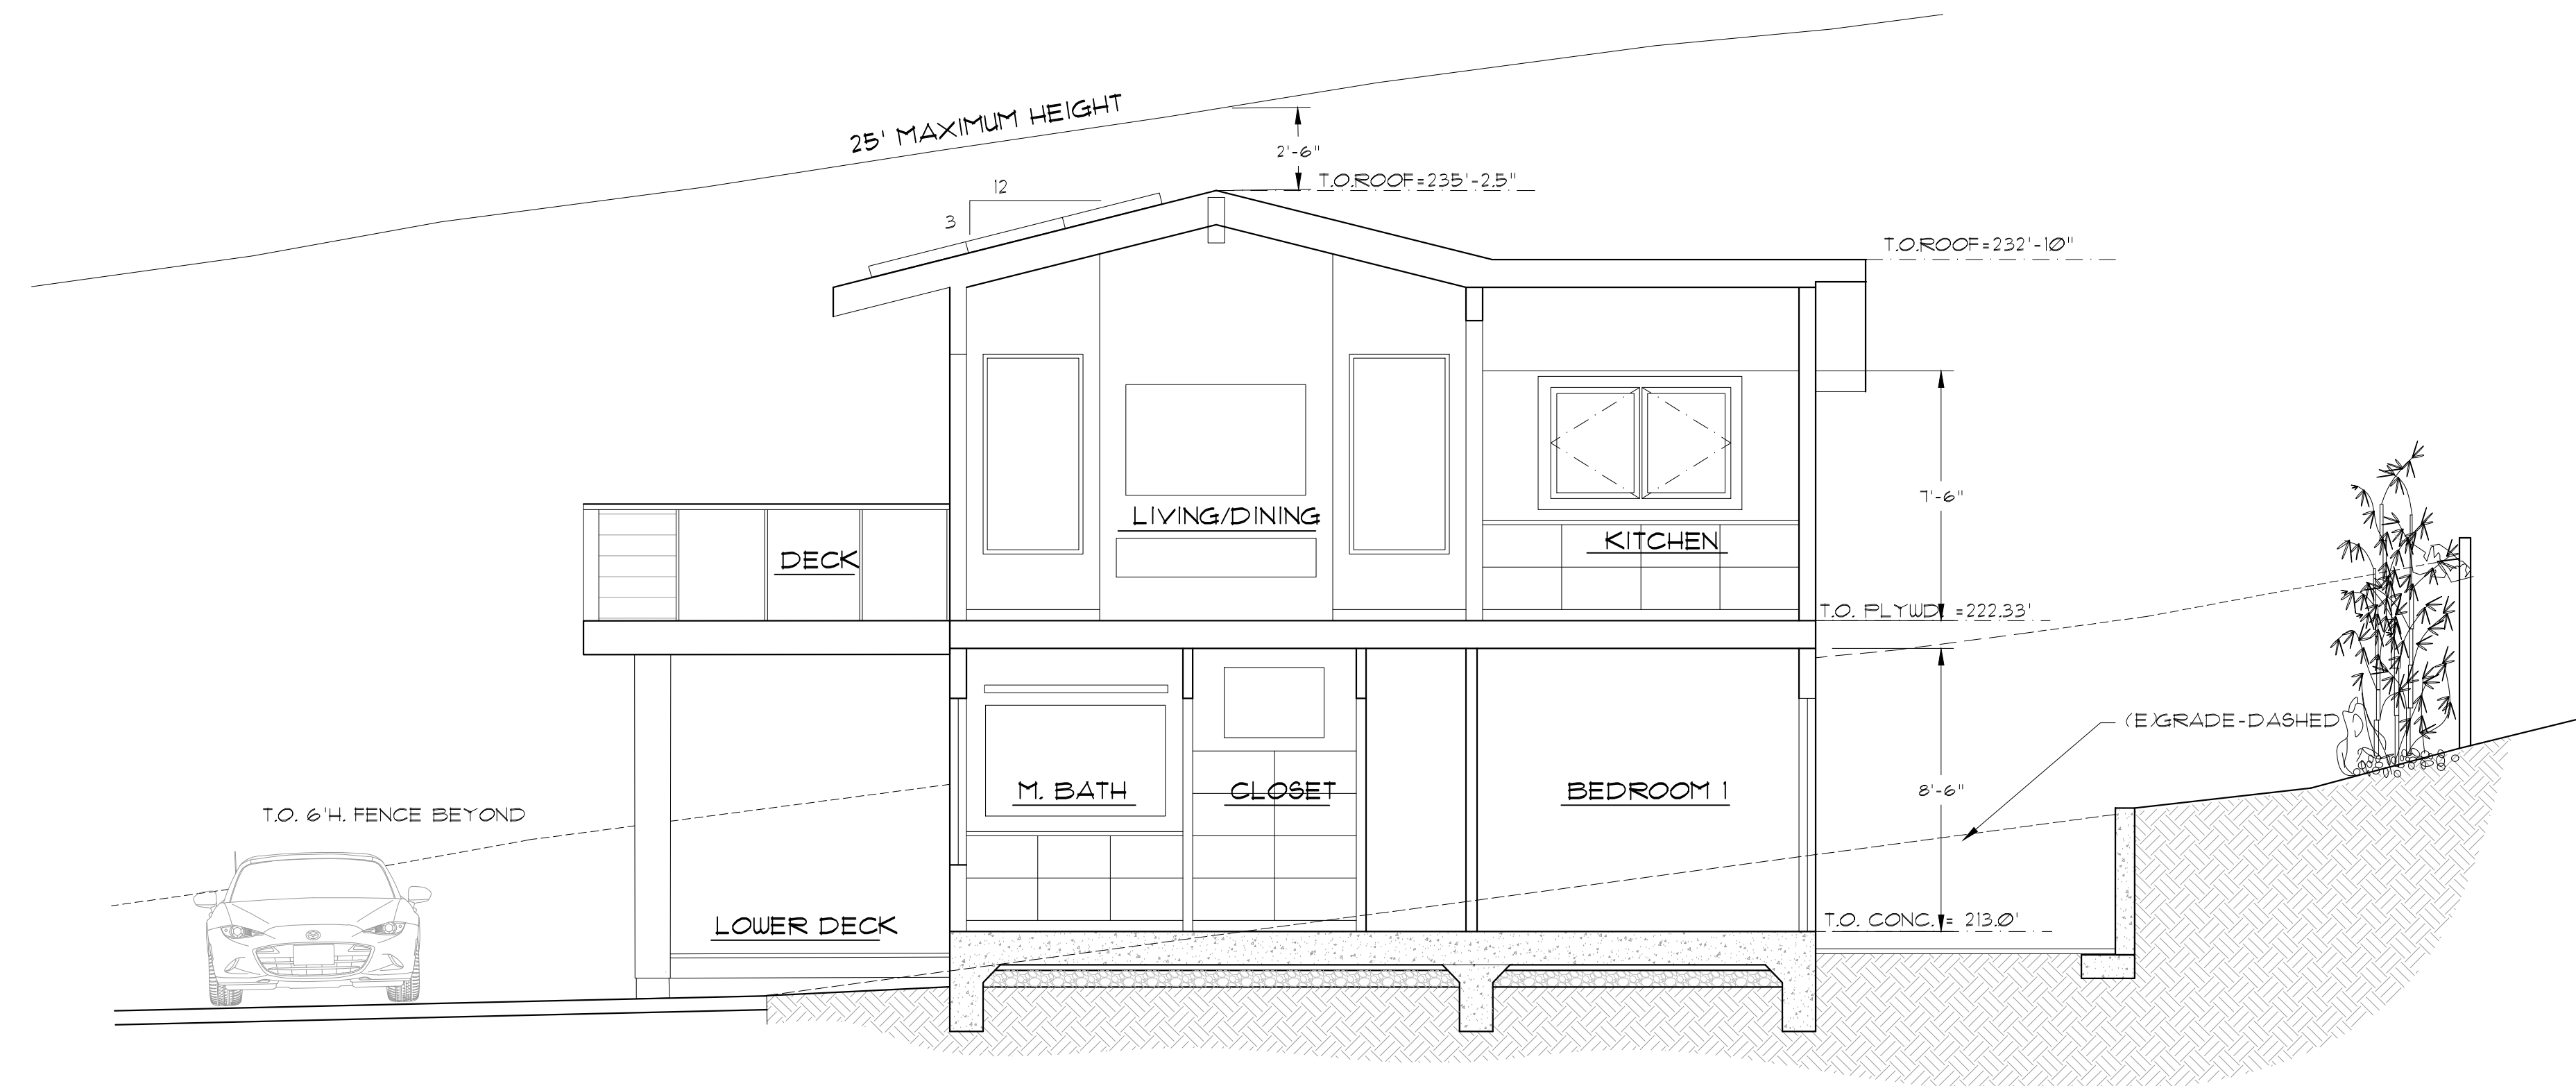 25' MAXIMUM HEIGHT
2'-6"
T.O.ROOF=235'-2.5"
12
3
T.O.ROOF=232'-10"
7'-6"
LIVING/DINING
KITCHEN
DECK
T.O. PLYWD. =222.33'
(E)GRADE-DASHED
M. BATH
CLOSET
BEDROOM 1
8'-6"
T.O. 6'H. FENCE BEYOND
LOWER DECK
T.O. CONC. = 213.0'